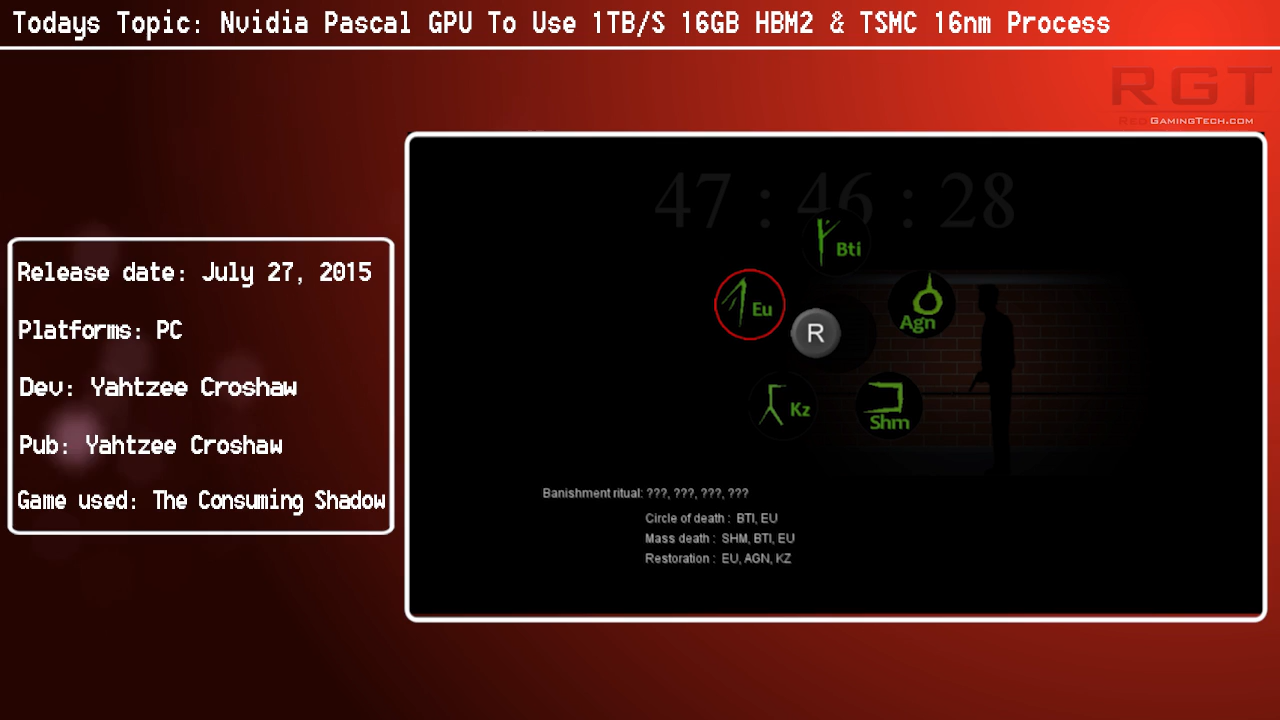 Todays Topic: Nvidia Pascal GPU To Use 1TB/S 16GB HBM2 & TSMC 16nm Process
RGT
RedGamingTech.com
Release date: July 27, 2015
Platforms: PC
Dev: Yahtzee Croshaw
Pub: Yahtzee Croshaw
Game used: The Consuming Shadow
47 : 46 : 28
Bti
Eu
Agn
R
Kz
Shm
Banishment ritual: ???, ???, ???, ???
Circle of death : BTI, EU
Mass death : SHM, BTI, EU
Restoration : EU, AGN, KZ